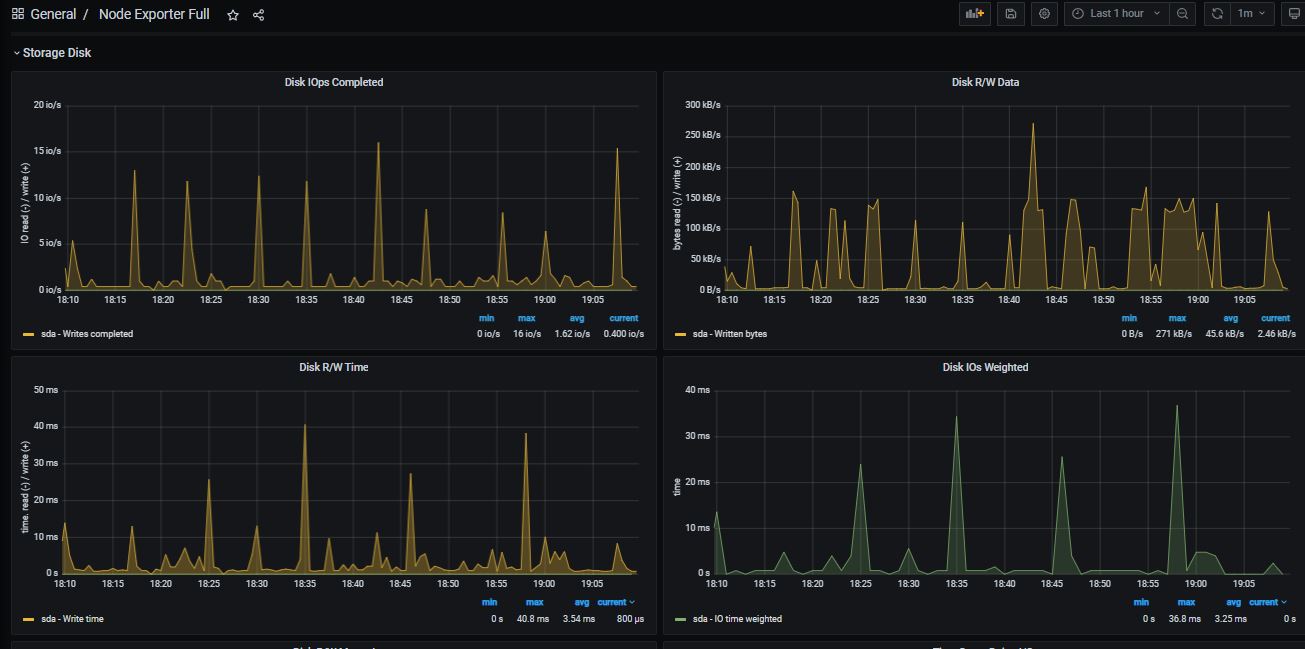 General / Node Exporter Full
Last 1 hour
1m
Storage Disk
Disk IOps Completed
IO read (-) / write (+)
20 io/s
15 io/s
10 io/s
5 io/s
0 io/s
18:10 18:15 18:20 18:25 18:30 18:35 18:40 18:45 18:50 18:55 19:00 19:05
min max avg current
sda - Writes completed 0 io/s 16 io/s 1.62 io/s 0.400 io/s
Disk R/W Data
bytes read (-) / write (+)
300 kB/s
250 kB/s
200 kB/s
150 kB/s
100 kB/s
50 kB/s
0 B/s
18:10 18:15 18:20 18:25 18:30 18:35 18:40 18:45 18:50 18:55 19:00 19:05
min max avg current
sda - Written bytes 0 B/s 271 kB/s 45.6 kB/s 2.46 kB/s
Disk R/W Time
time. read (-) / write (+)
50 ms
40 ms
30 ms
20 ms
10 ms
0 s
18:10 18:15 18:20 18:25 18:30 18:35 18:40 18:45 18:50 18:55 19:00 19:05
min max avg current
sda - Write time 0 s 40.8 ms 3.54 ms 800 µs
Disk IOs Weighted
time
40 ms
30 ms
20 ms
10 ms
0 s
18:10 18:15 18:20 18:25 18:30 18:35 18:40 18:45 18:50 18:55 19:00 19:05
min max avg current
sda - IO time weighted 0 s 36.8 ms 3.25 ms 0 s